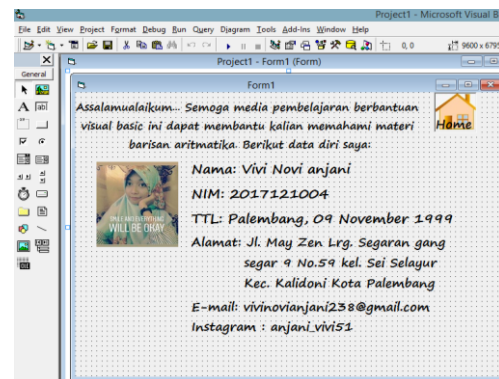 Project1 - Microsoft Visual B
File Edit View Project Format Debug Run Query Diagram Tools Add-Ins Window Help
0,0 9600 x 6795
General
Project1 - Form1 (Form)
Form1
Assalamualaikum... Semoga media pembelajaran berbantuan
visual basic ini dapat membantu kalian memahami materi
barisan aritmatika. Berikut data diri saya:
Home
SMILE AND EVERYTHING
WILL BE OKAY
Nama: Vivi Novi anjani
NIM: 2017121004
TTL: Palembang, 09 November 1999
Alamat: Jl. May Zen Lrg. Segaran gang
segar 9 No.59 kel. Sei Selayur
Kec. Kalidoni Kota Palembang
E-mail: vivinovianjani238@gmail.com
Instagram : anjani_vivi51